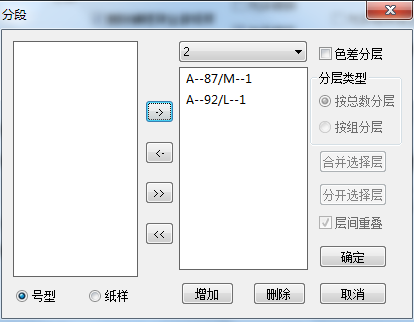 分段
2
色差分层
A--87/M--1
A--92/L--1
分层类型
按总数分层
按组分层
->
<-
>>
<<
合并选择层
分开选择层
层间重叠
确定
号型
纸样
增加
删除
取消